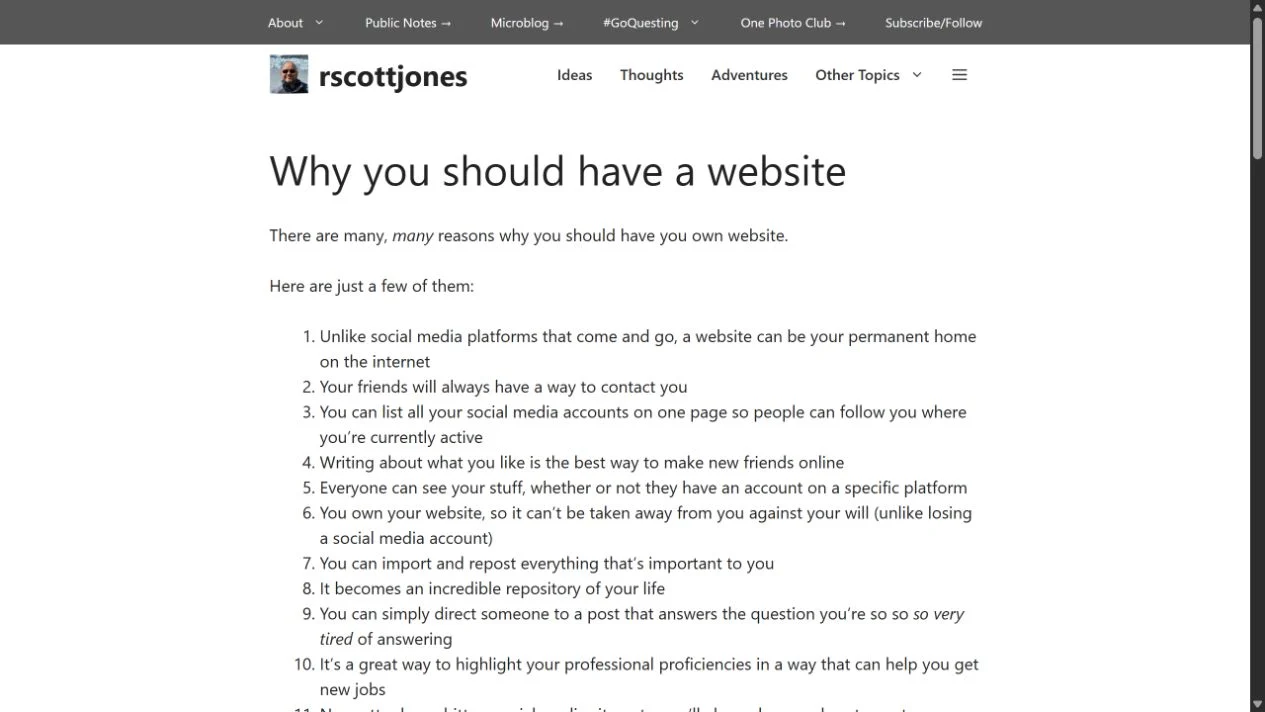 About
Public Notes →
Microblog →
#GoQuesting
One Photo Club →
Subscribe/Follow
rscottjones
Ideas
Thoughts
Adventures
Other Topics
Why you should have a website
There are many, many reasons why you should have you own website.
Here are just a few of them:
1. Unlike social media platforms that come and go, a website can be your permanent home
on the internet
2. Your friends will always have a way to contact you
3. You can list all your social media accounts on one page so people can follow you where
you’re currently active
4. Writing about what you like is the best way to make new friends online
5. Everyone can see your stuff, whether or not they have an account on a specific platform
6. You own your website, so it can’t be taken away from you against your will (unlike losing
a social media account)
7. You can import and repost everything that’s important to you
8. It becomes an incredible repository of your life
9. You can simply direct someone to a post that answers the question you’re so so so very
tired of answering
10. It’s a great way to highlight your professional proficiencies in a way that can help you get
new jobs